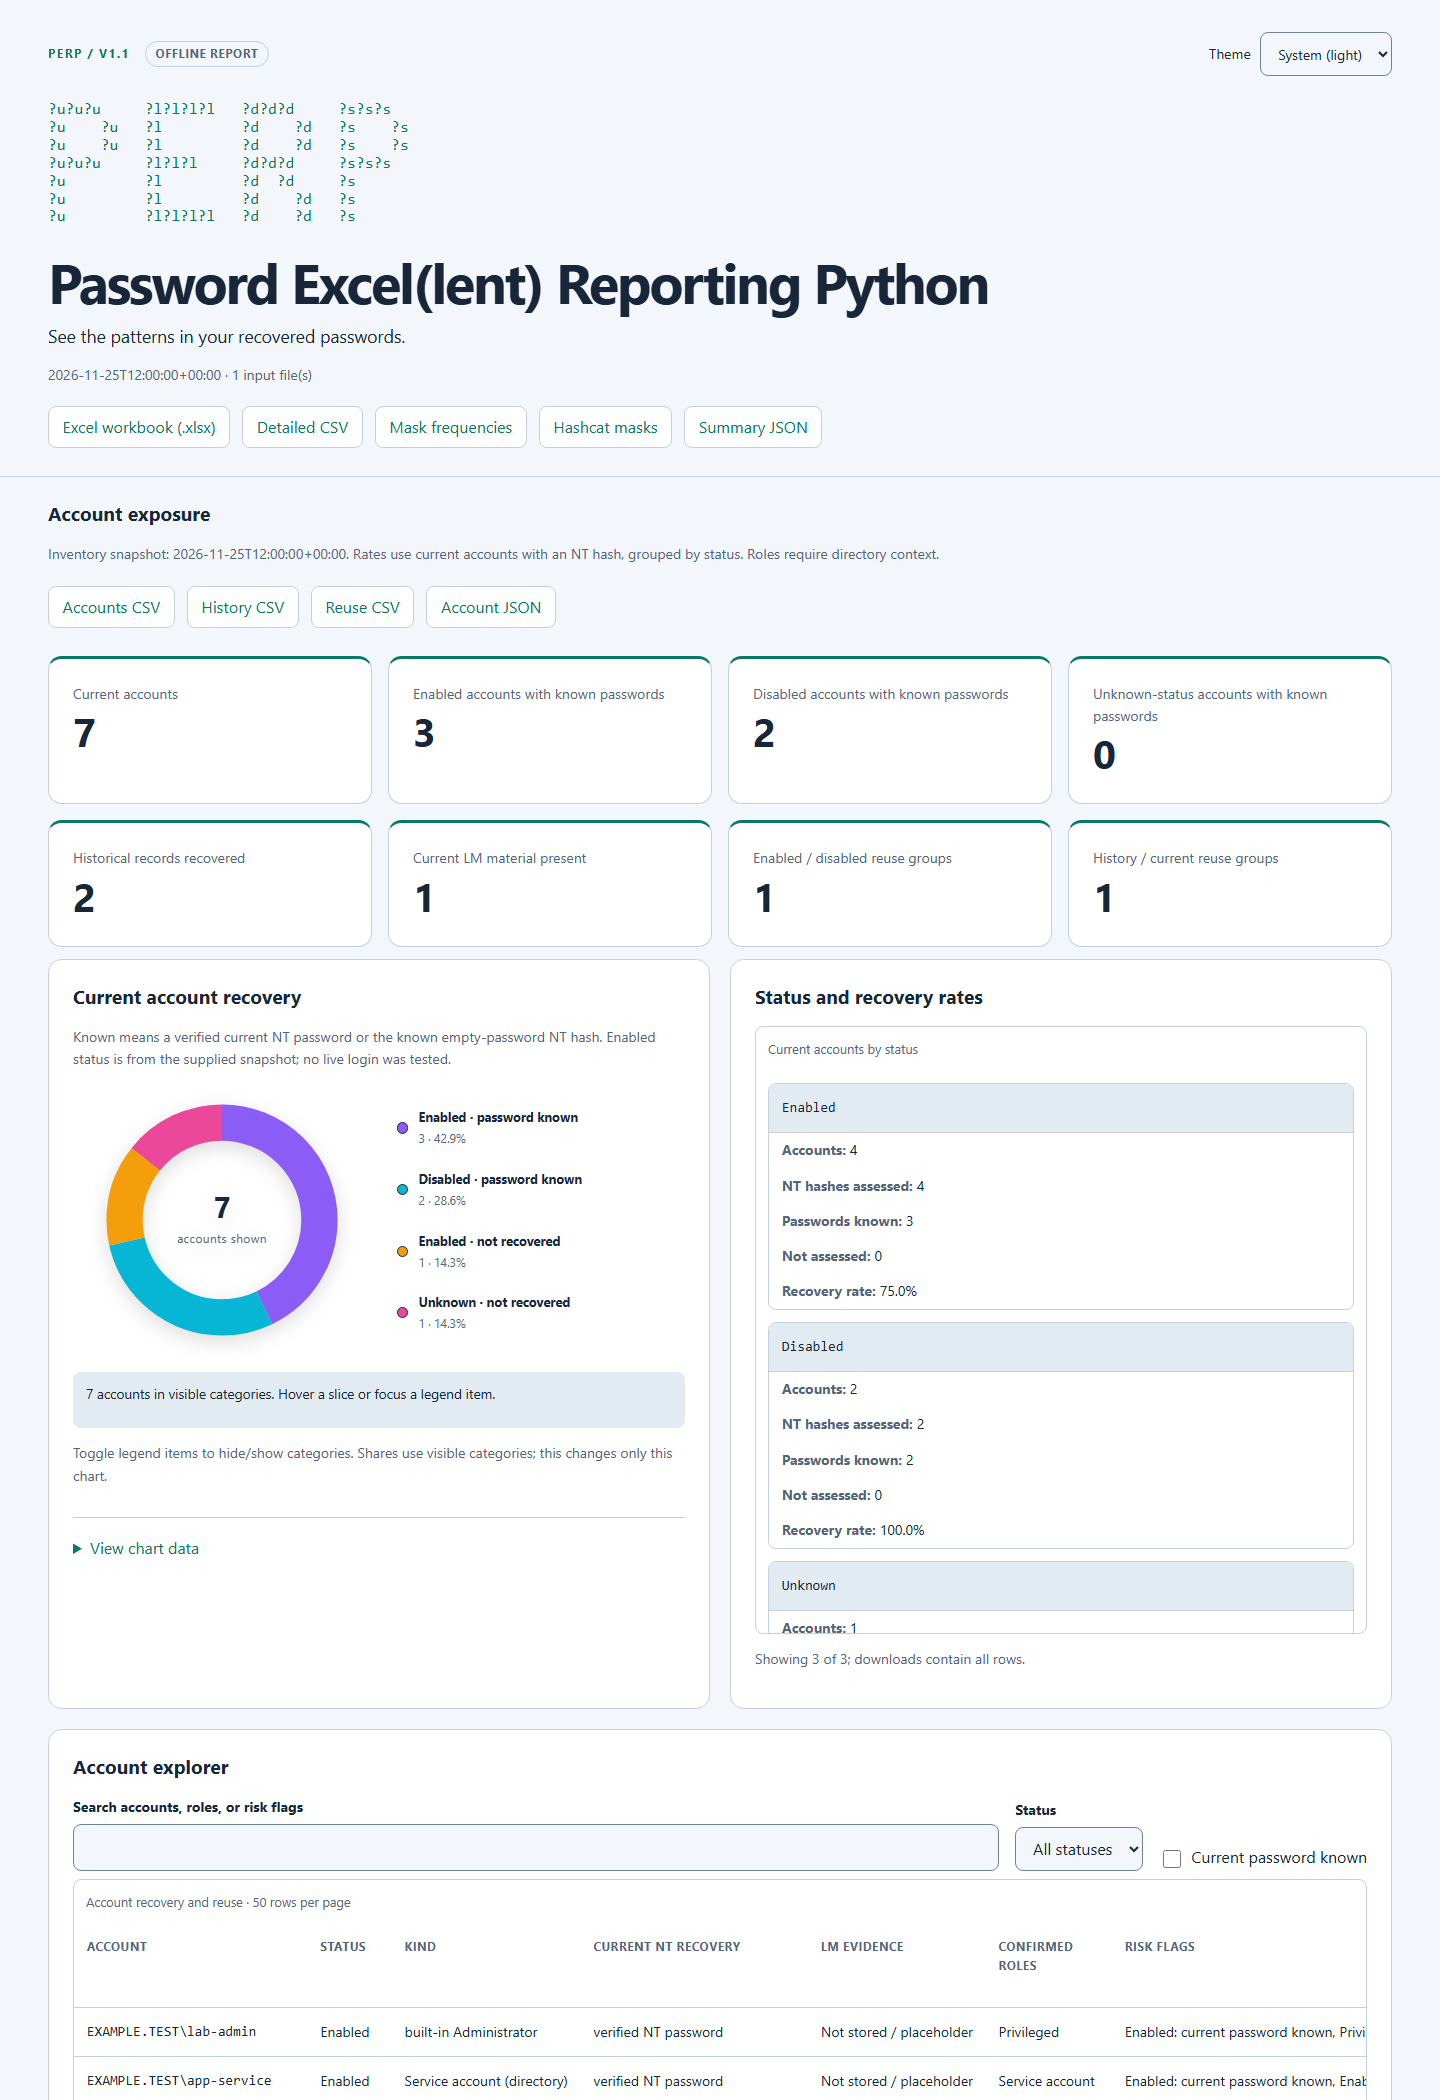 PERP / V1.1
OFFLINE REPORT
Theme
System (light)
?u?u?u     ?l?l?l?l   ?d?d?d     ?s?s?s
?u    ?u   ?l         ?d    ?d   ?s    ?s
?u    ?u   ?l         ?d    ?d   ?s    ?s
?u?u?u     ?l?l?l     ?d?d?d     ?s?s?s
?u         ?l         ?d  ?d     ?s
?u         ?l         ?d    ?d   ?s
?u         ?l?l?l?l   ?d    ?d   ?s
Password Excel(lent) Reporting Python
See the patterns in your recovered passwords.
2026-11-25T12:00:00+00:00 · 1 input file(s)
Excel workbook (.xlsx)
Detailed CSV
Mask frequencies
Hashcat masks
Summary JSON
Account exposure
Inventory snapshot: 2026-11-25T12:00:00+00:00. Rates use current accounts with an NT hash, grouped by status. Roles require directory context.
Accounts CSV
History CSV
Reuse CSV
Account JSON
Current accounts
7
Enabled accounts with known passwords
3
Disabled accounts with known passwords
2
Unknown-status accounts with known
passwords
0
Historical records recovered
2
Current LM material present
1
Enabled / disabled reuse groups
1
History / current reuse groups
1
Current account recovery
Known means a verified current NT password or the known empty-password NT hash. Enabled
status is from the supplied snapshot; no live login was tested.
7
accounts shown
Enabled · password known
3 · 42.9%
Disabled · password known
2 · 28.6%
Enabled · not recovered
1 · 14.3%
Unknown · not recovered
1 · 14.3%
7 accounts in visible categories. Hover a slice or focus a legend item.
Toggle legend items to hide/show categories. Shares use visible categories; this changes only this
chart.
View chart data
Status and recovery rates
Current accounts by status
Enabled
Accounts: 4
NT hashes assessed: 4
Passwords known: 3
Not assessed: 0
Recovery rate: 75.0%
Disabled
Accounts: 2
NT hashes assessed: 2
Passwords known: 2
Not assessed: 0
Recovery rate: 100.0%
Unknown
Accounts: 1
Showing 3 of 3; downloads contain all rows.
Account explorer
Search accounts, roles, or risk flags
Status
All statuses
Current password known
Account recovery and reuse · 50 rows per page
ACCOUNT
STATUS
KIND
CURRENT NT RECOVERY
LM EVIDENCE
CONFIRMED
ROLES
RISK FLAGS
EXAMPLE.TEST\lab-admin
Enabled
built-in Administrator
verified NT password
Not stored / placeholder
Privileged
Enabled: current password known, Privi
EXAMPLE.TEST\app-service
Enabled
Service account (directory)
verified NT password
Not stored / placeholder
Service account
Enabled: current password known, Enab